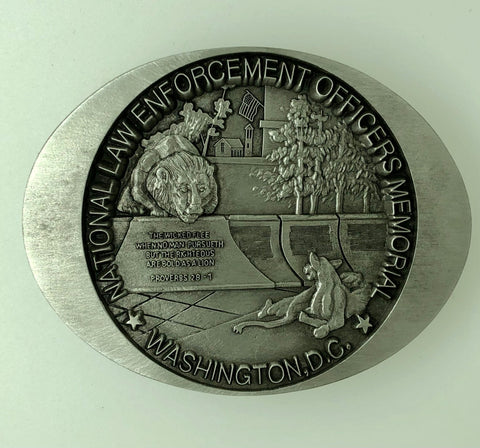 NATIONAL LAW ENFORCEMENT OFFICERS MEMORIAL
THE WICKED FLEE
WHEN NO MAN PURSUETH
BUT THE RIGHTEOUS
ARE BOLD AS A LION
PROVERBS 28-1
WASHINGTON, D.C.